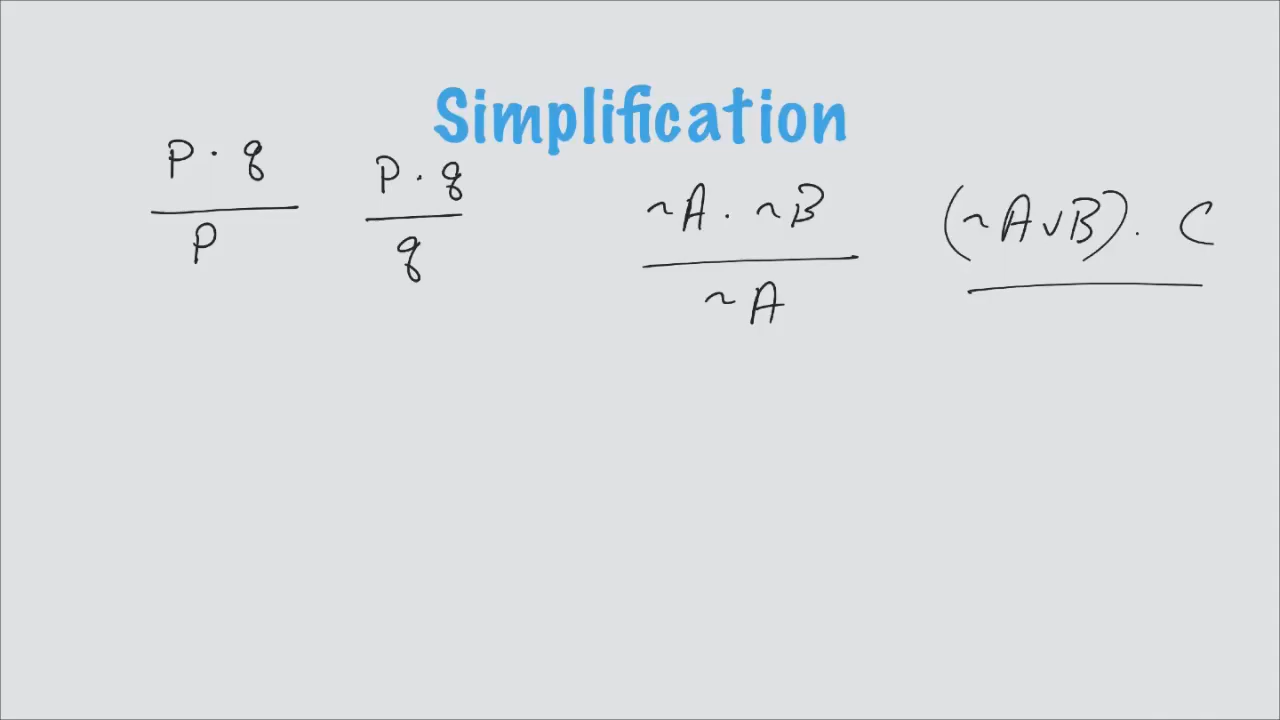 Simplification
P · q
P
P · q
q
~A · ~B
~A
(~A∨B) · C